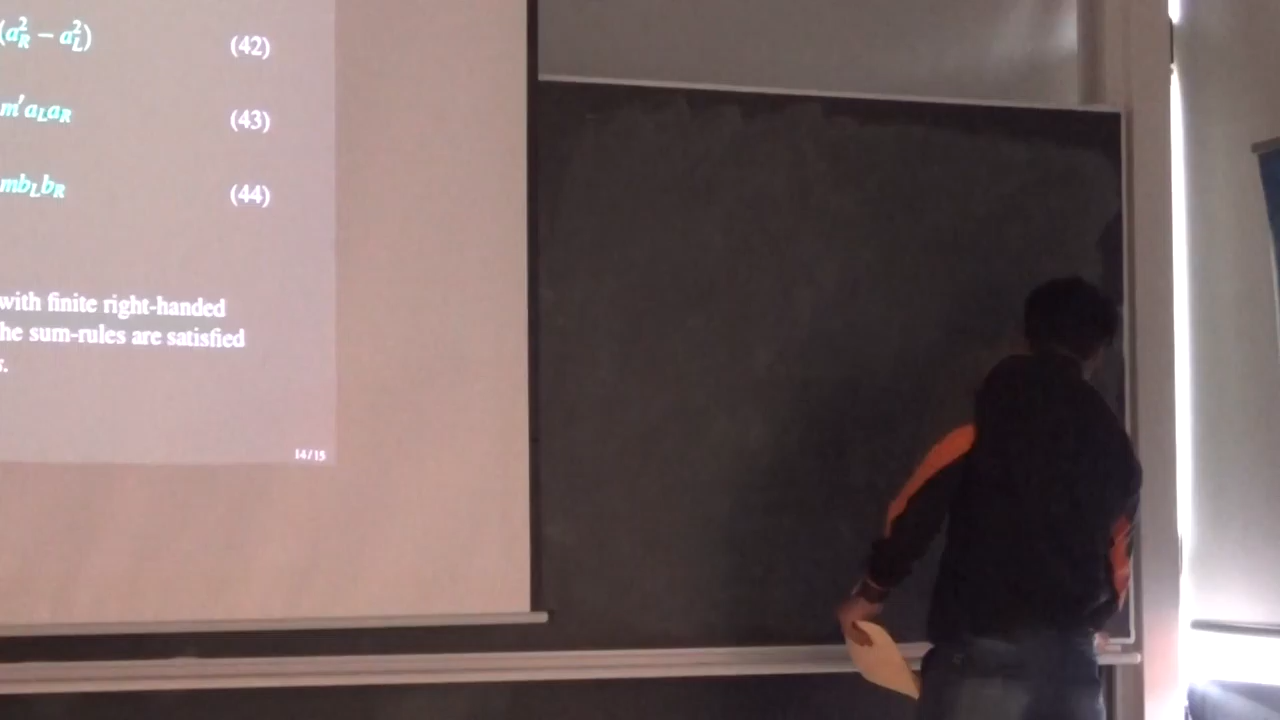 (a_R^2 − a_L^2) (42)
m′ a_L a_R (43)
m b_L b_R (44)
with finite right-handed
he sum-rules are satisfied
s.
14/15